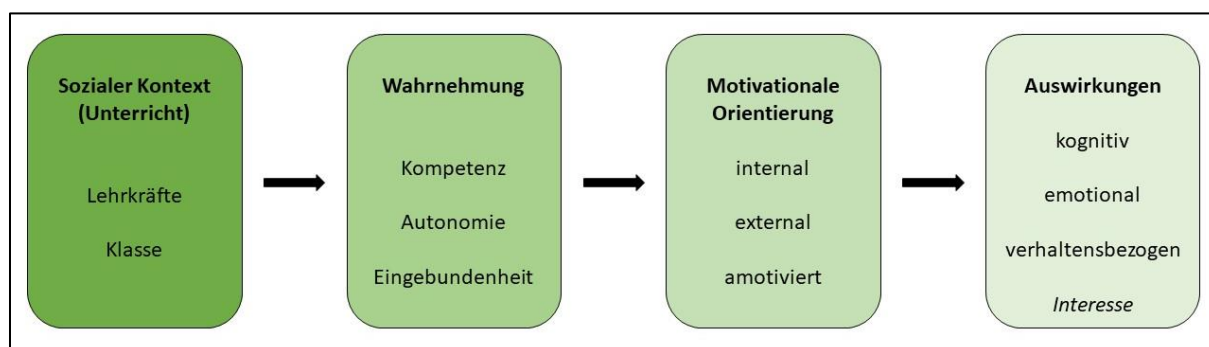 Sozialer Kontext
(Unterricht)
Lehrkräfte
Klasse
Wahrnehmung
Kompetenz
Autonomie
Eingebundenheit
Motivationale
Orientierung
internal
external
amotiviert
Auswirkungen
kognitiv
emotional
verhaltensbezogen
Interesse